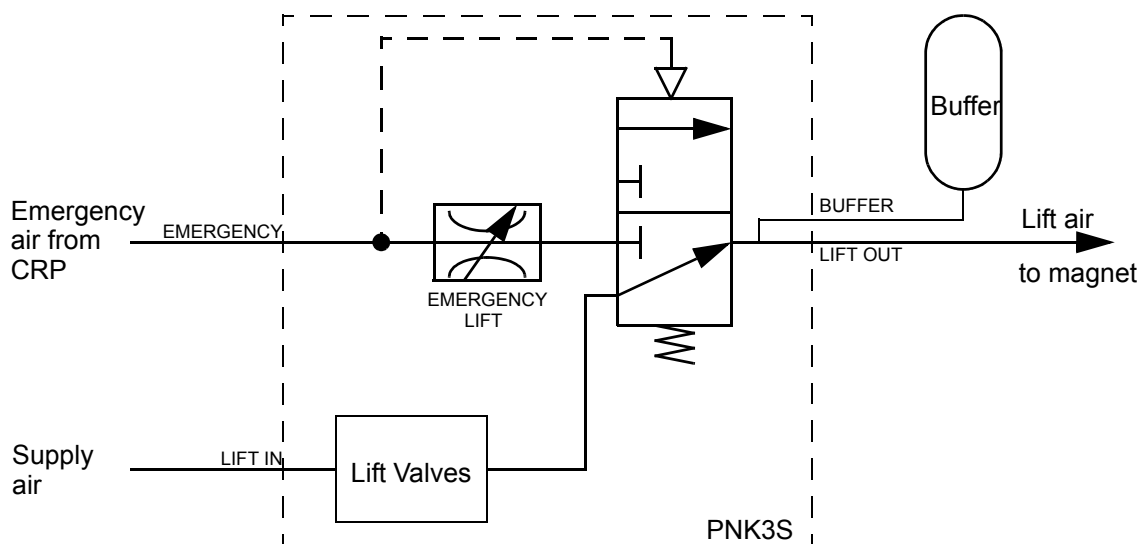 Buffer
Emergency
air from
CRP
EMERGENCY
EMERGENCY
LIFT
BUFFER
LIFT OUT
Lift air
to magnet
Supply
air
LIFT IN
Lift Valves
PNK3S